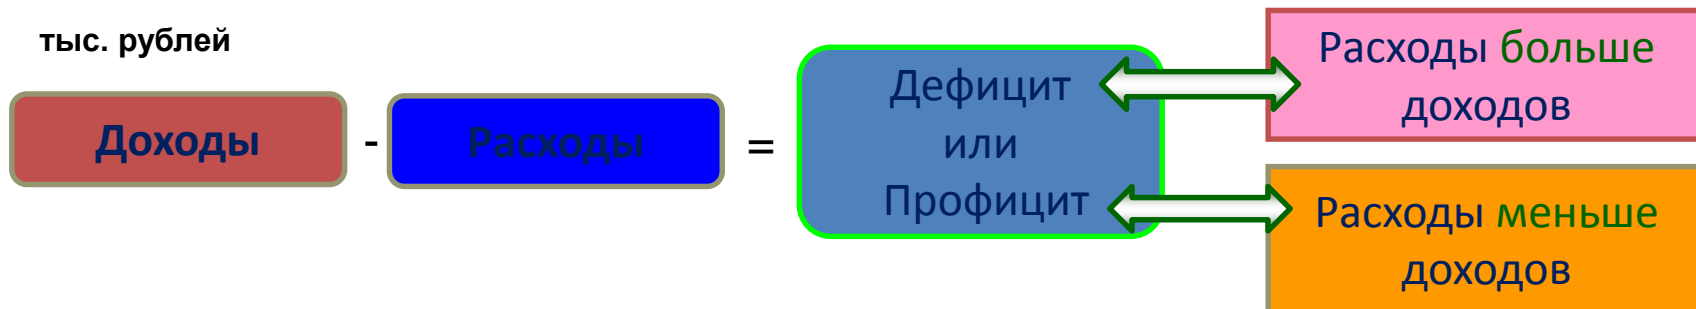 тыс. рублей
Доходы - Расходы =
Дефицит
или
Профицит
Расходы больше
доходов
Расходы меньше
доходов